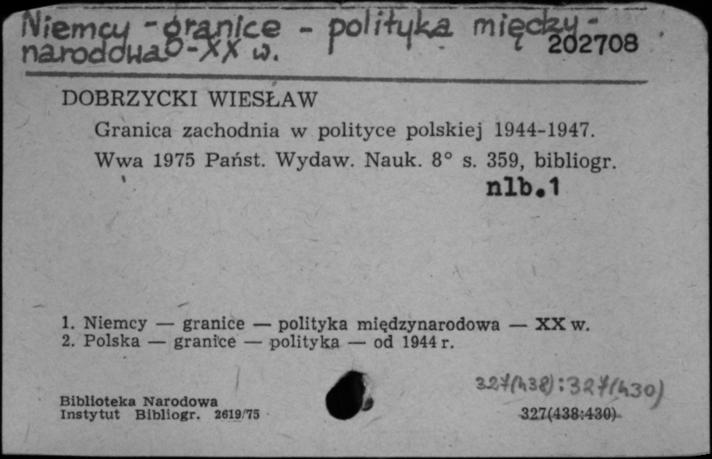 Niemcy - granice - polityka między-
narodowa - XX w.
202708
DOBRZYCKI WIESŁAW
Granica zachodnia w polityce polskiej 1944-1947.
Wwa 1975 Państ. Wydaw. Nauk. 8° s. 359, bibliogr.
nlb.1
1. Niemcy — granice — polityka międzynarodowa — XX w.
2. Polska — granice — polityka — od 1944 r.
327(438):327(430)
Biblioteka Narodowa
Instytut Bibliogr. 2619/75
327(438:430)